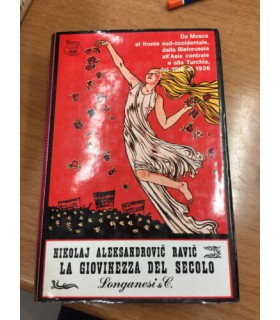 Da Mosca
al fronte sud-occidentale,
dalla Bielorussia
all'Asia centrale
e alla Turchia,
NIKOLAJ ALEKSANDROVIČ RAVIČ
LA GIOVINEZZA DEL SECOLO
Longanesi & C.